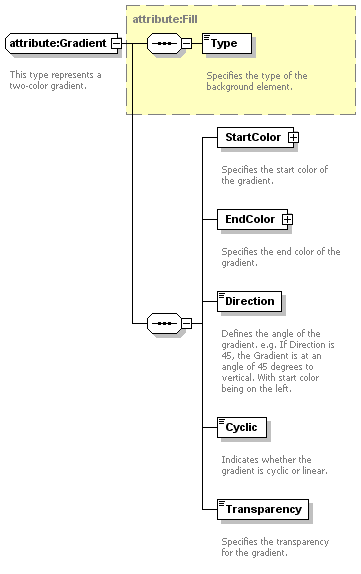 attribute:Fill
attribute:Gradient
This type represents a
two-color gradient.
Type
Specifies the type of the
background element.
StartColor
Specifies the start color of
the gradient.
EndColor
Specifies the end color of the
gradient.
Direction
Defines the angle of the
gradient. e.g. If Direction is
45, the Gradient is at an
angle of 45 degrees to
vertical. With start color
being on the left.
Cyclic
Indicates whether the
gradient is cyclic or linear.
Transparency
Specifies the transparency
for the gradient.